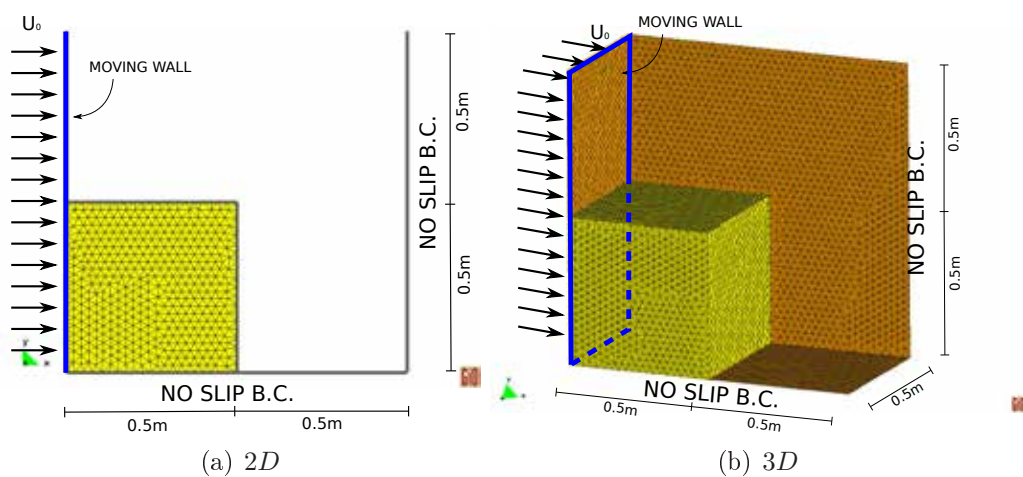 U₀
MOVING WALL
0.5m
NO SLIP B.C.
0.5m
NO SLIP B.C.
0.5m
0.5m
(a) 2D
MOVING WALL
U₀
0.5m
NO SLIP B.C.
0.5m
NO SLIP B.C.
0.5m
0.5m
0.5m
(b) 3D